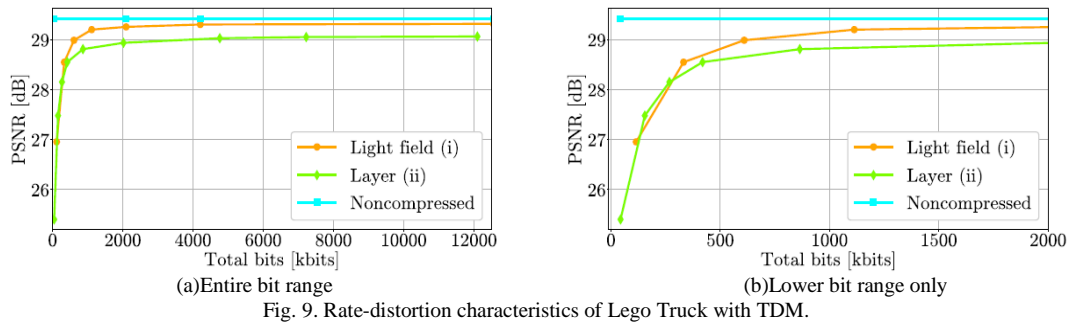 29
28
27
26
PSNR [dB]
Light field (i)
Layer (ii)
Noncompressed
0 2000 4000 6000 8000 10000 12000
Total bits [kbits]
(a)Entire bit range
29
28
27
26
PSNR [dB]
Light field (i)
Layer (ii)
Noncompressed
500 1000 1500 2000
Total bits [kbits]
(b)Lower bit range only
Fig. 9. Rate-distortion characteristics of Lego Truck with TDM.